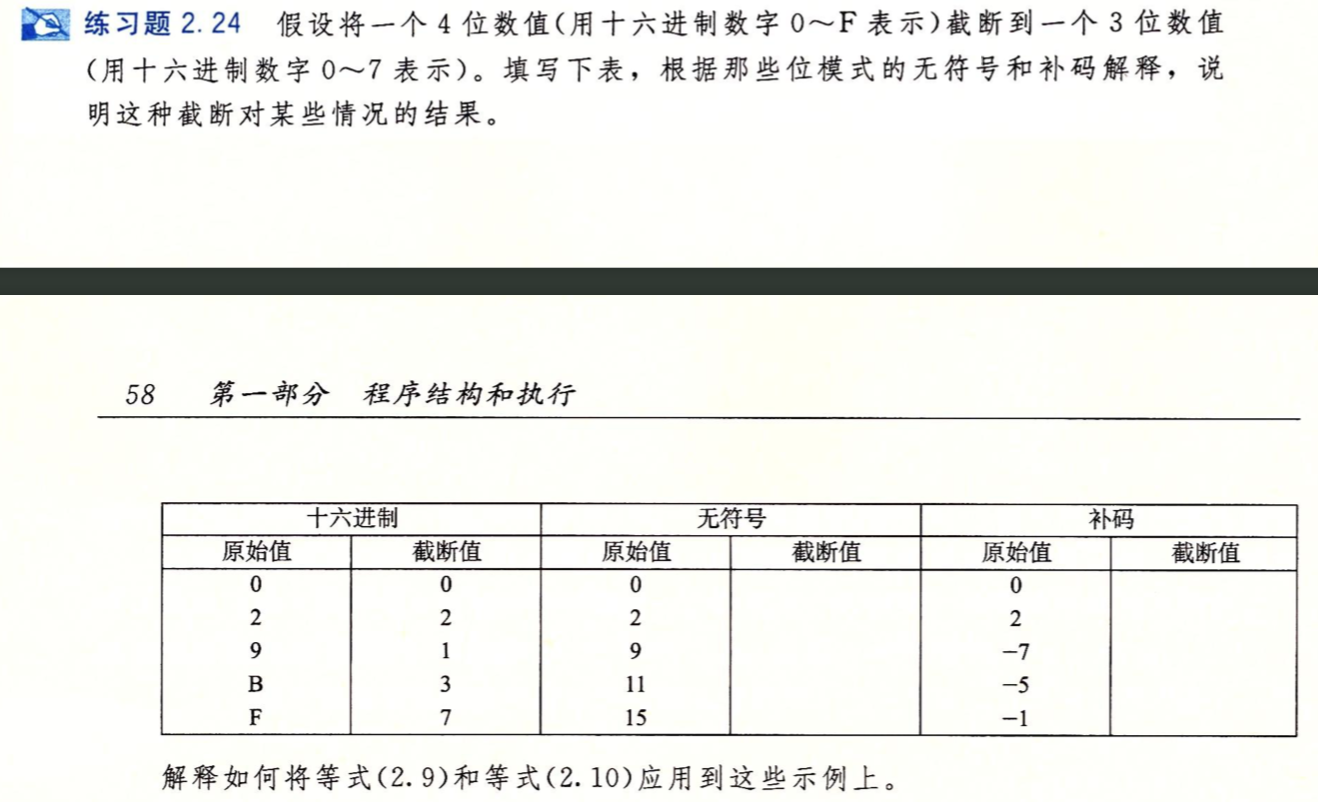 练习题 2.24 假设将一个 4 位数值(用十六进制数字 0～F 表示)截断到一个 3 位数值
(用十六进制数字 0～7 表示)。填写下表，根据那些位模式的无符号和补码解释，说
明这种截断对某些情况的结果。
58 第一部分 程序结构和执行
十六进制 无符号 补码
原始值 截断值 原始值 截断值 原始值 截断值
0 0 0 0
2 2 2 2
9 1 9 −7
B 3 11 −5
F 7 15 −1
解释如何将等式(2.9)和等式(2.10)应用到这些示例上。